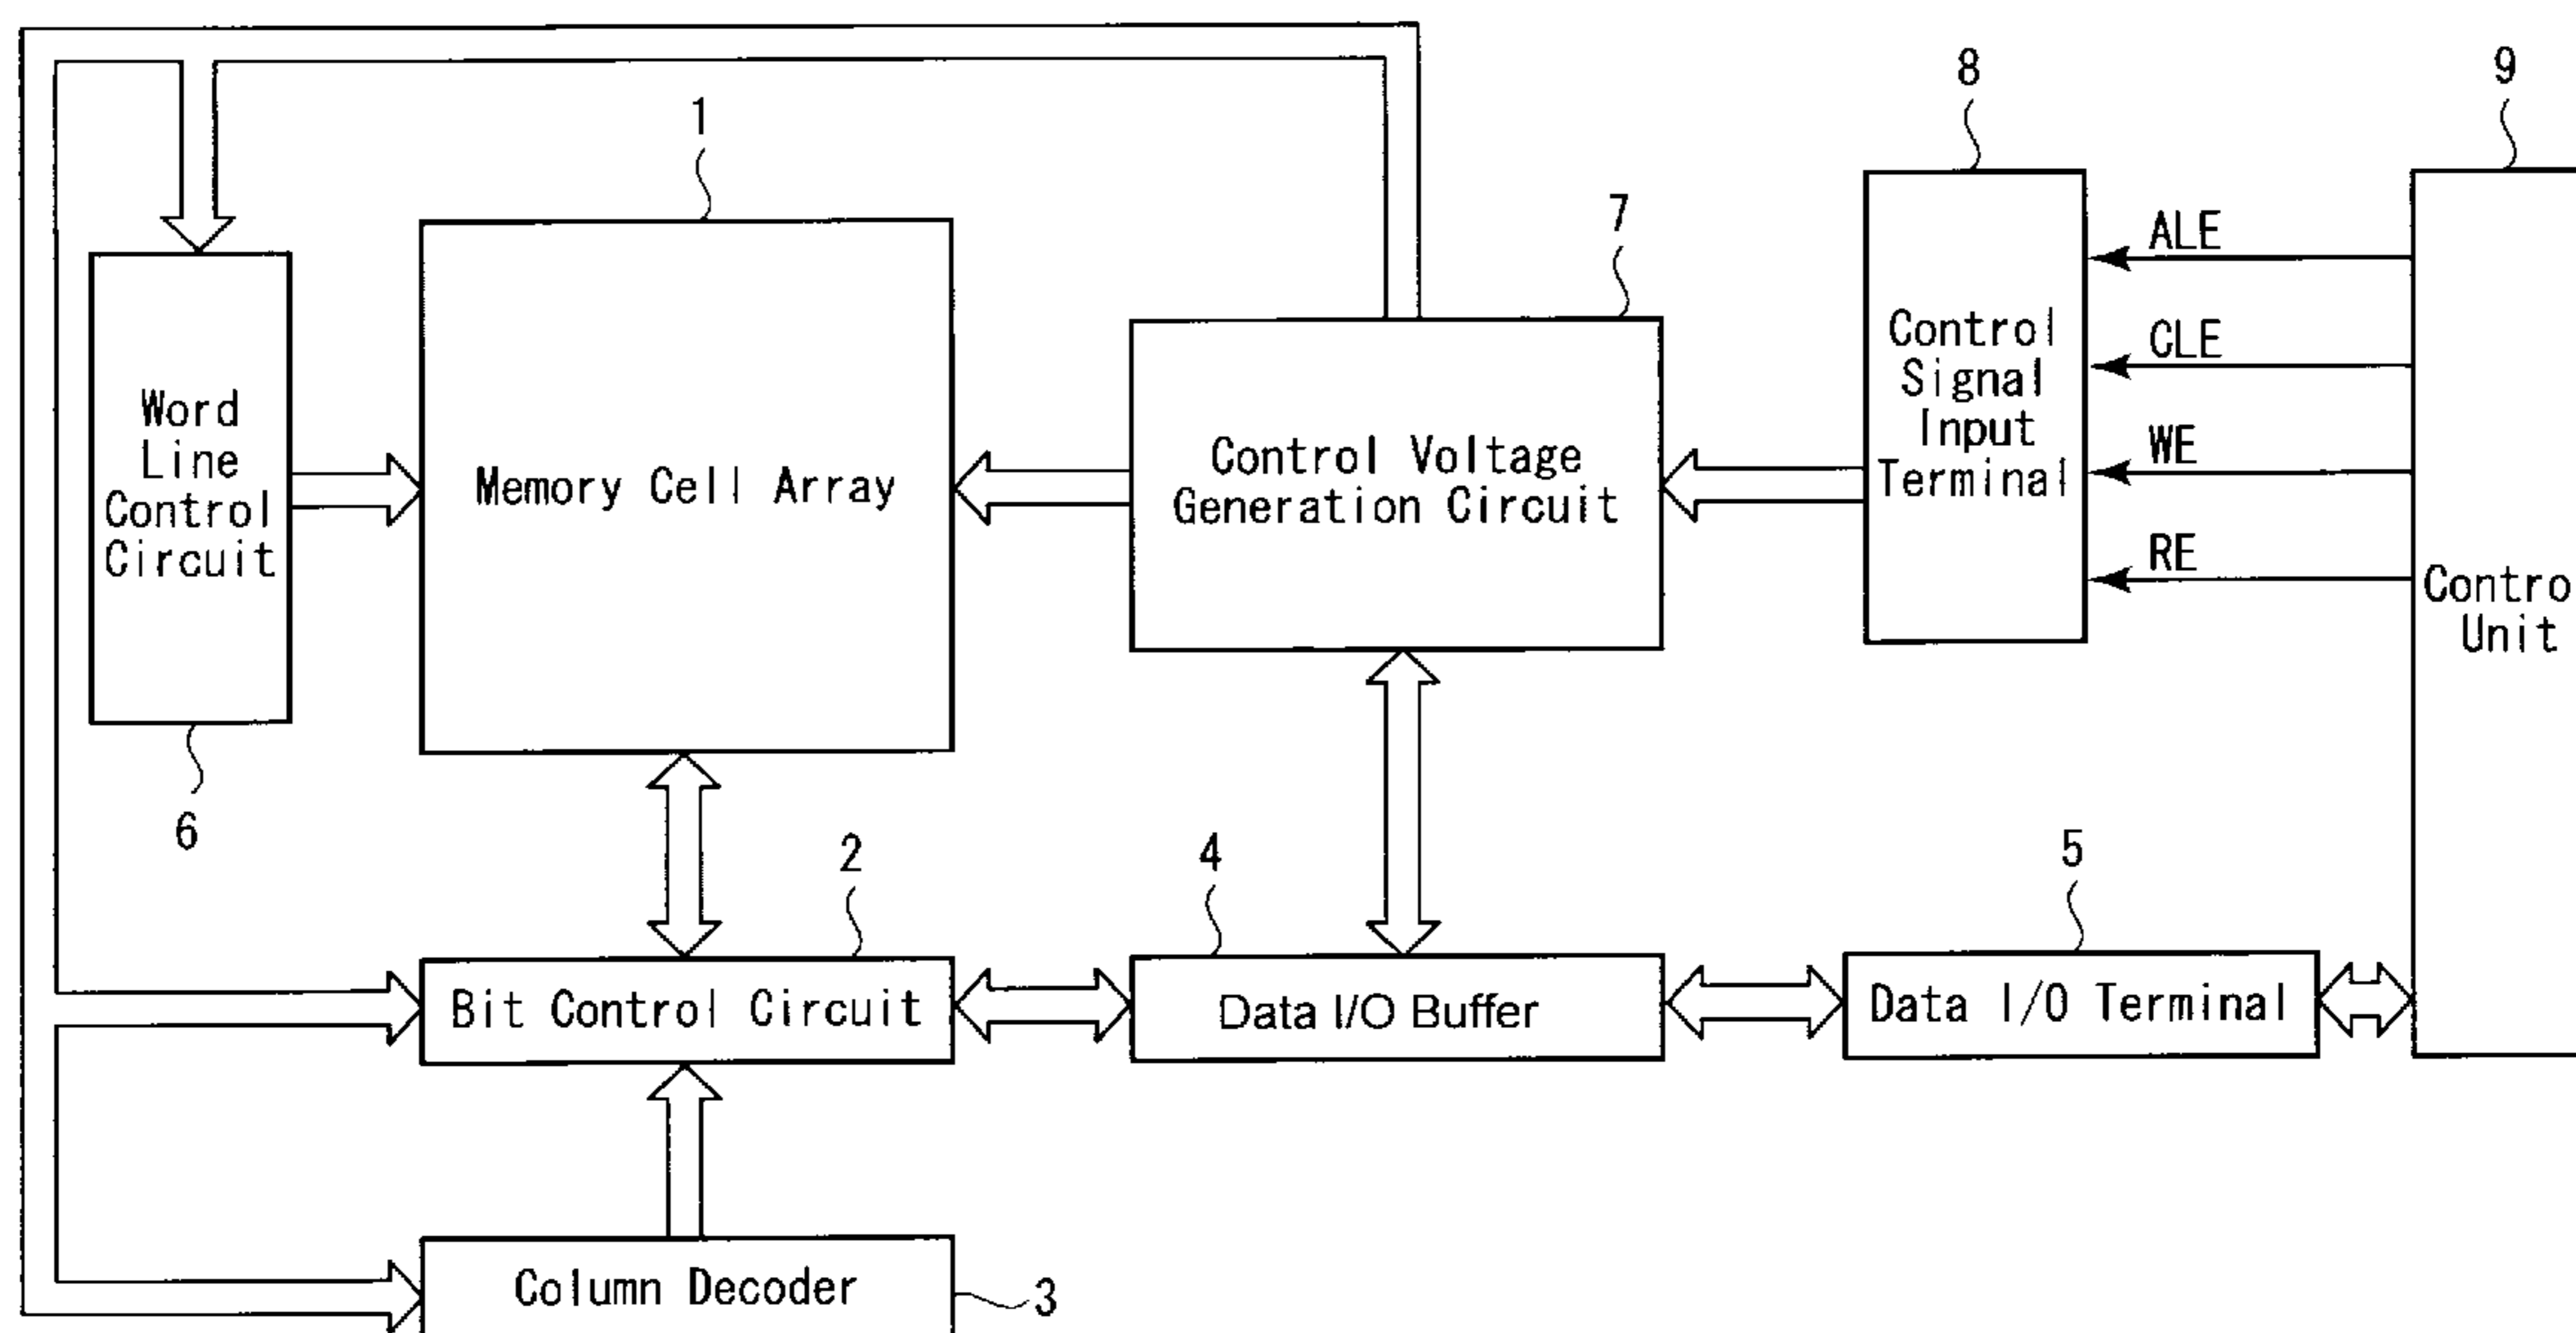 8
9
1
7
ALE
Control
Signal
Input
Terminal
CLE
WE
RE
Word
Line
Control
Circuit
Memory Cell Array
Control Voltage
Generation Circuit
Contro
Unit
6
2
4
5
Bit Control Circuit
Data I/O Buffer
Data I/O Terminal
Column Decoder
3